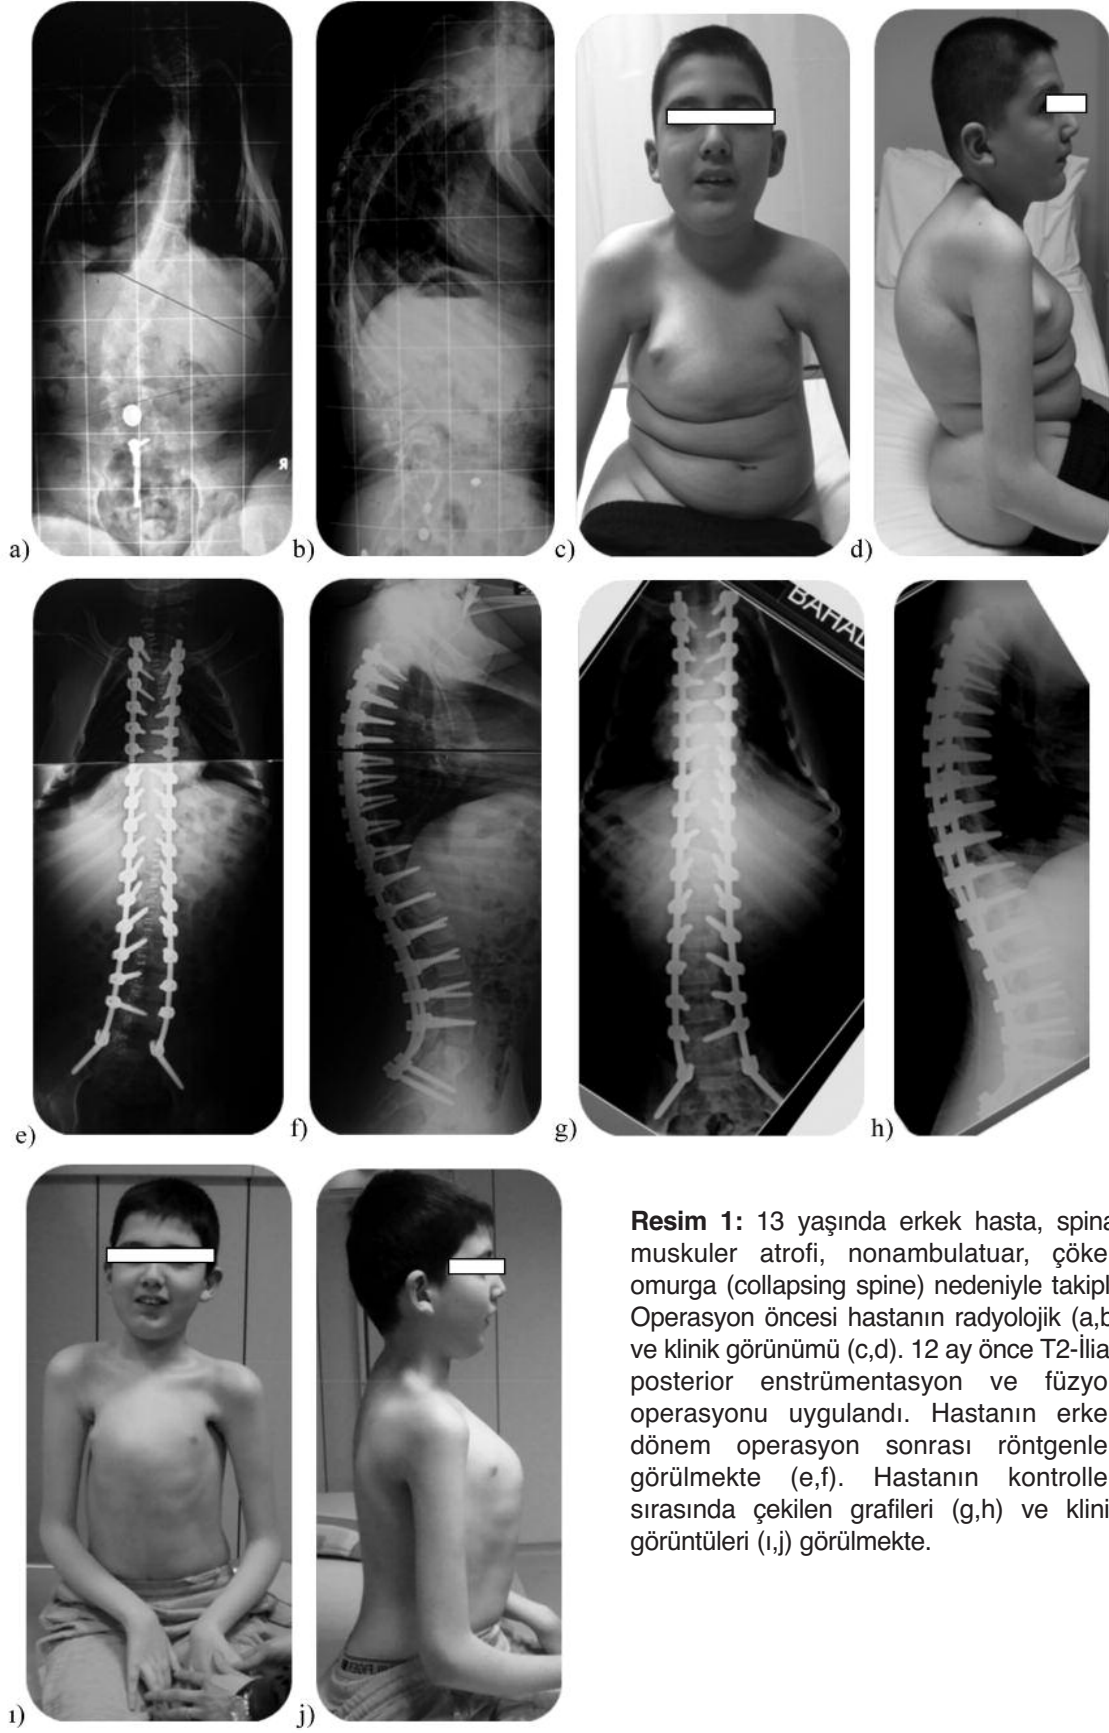 R
a)
b)
c)
d)
e)
f)
g)
h)
ı)
j)
Resim 1: 13 yaşında erkek hasta, spina
muskuler atrofi, nonambulatuar, çöke
omurga (collapsing spine) nedeniyle takipl
Operasyon öncesi hastanın radyolojik (a,b
ve klinik görünümü (c,d). 12 ay önce T2-İlia
posterior enstrümentasyon ve füzyo
operasyonu uygulandı. Hastanın erke
dönem operasyon sonrası röntgenle
görülmekte (e,f). Hastanın kontrolle
sırasında çekilen grafileri (g,h) ve klini
görüntüleri (ı,j) görülmekte.